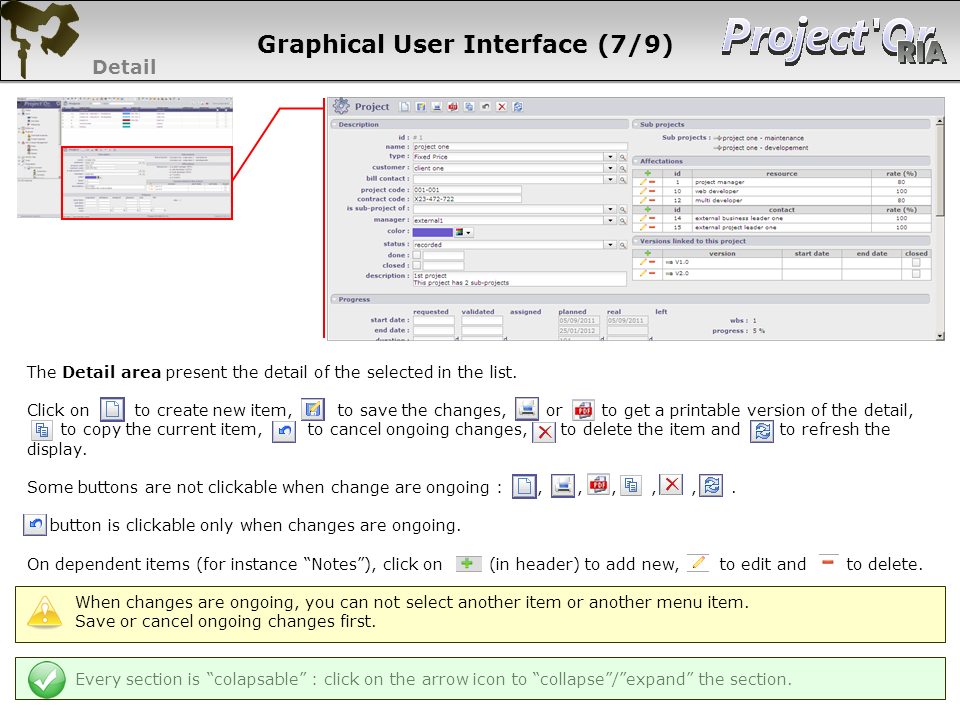 Graphical User Interface (7/9)
Detail
Project'Or
RIA
Project
Description
id : # 1
name : project one
type : Fixed Price
customer : client one
bill contact :
project code : 001-001
contract code : X23-472-722
is sub-project of :
manager : external1
color :
status : recorded
done :
closed :
description : 1st project
This project has 2 sub-projects
Sub projects
Sub projects : project one - maintenance
project one - developement
Affectations
id resource rate (%)
1 project manager 80
10 web developer 100
12 multi developer 80
id contact rate (%)
14 external business leader one 100
15 external project leader one 100
Versions linked to this project
version start date end date closed
wa V1.0
wa V2.0
Progress
requested validated assigned planned real left
start date : 05/09/2011 05/09/2011 wbs : 1
end date : 25/01/2012 progress : 5 %
The Detail area present the detail of the selected in the list.
Click on to create new item, to save the changes, or to get a printable version of the detail,
to copy the current item, to cancel ongoing changes, to delete the item and to refresh the
display.
Some buttons are not clickable when change are ongoing : , , , , , .
button is clickable only when changes are ongoing.
On dependent items (for instance “Notes”), click on (in header) to add new, to edit and to delete.
When changes are ongoing, you can not select another item or another menu item.
Save or cancel ongoing changes first.
Every section is “colapsable” : click on the arrow icon to “collapse”/”expand” the section.